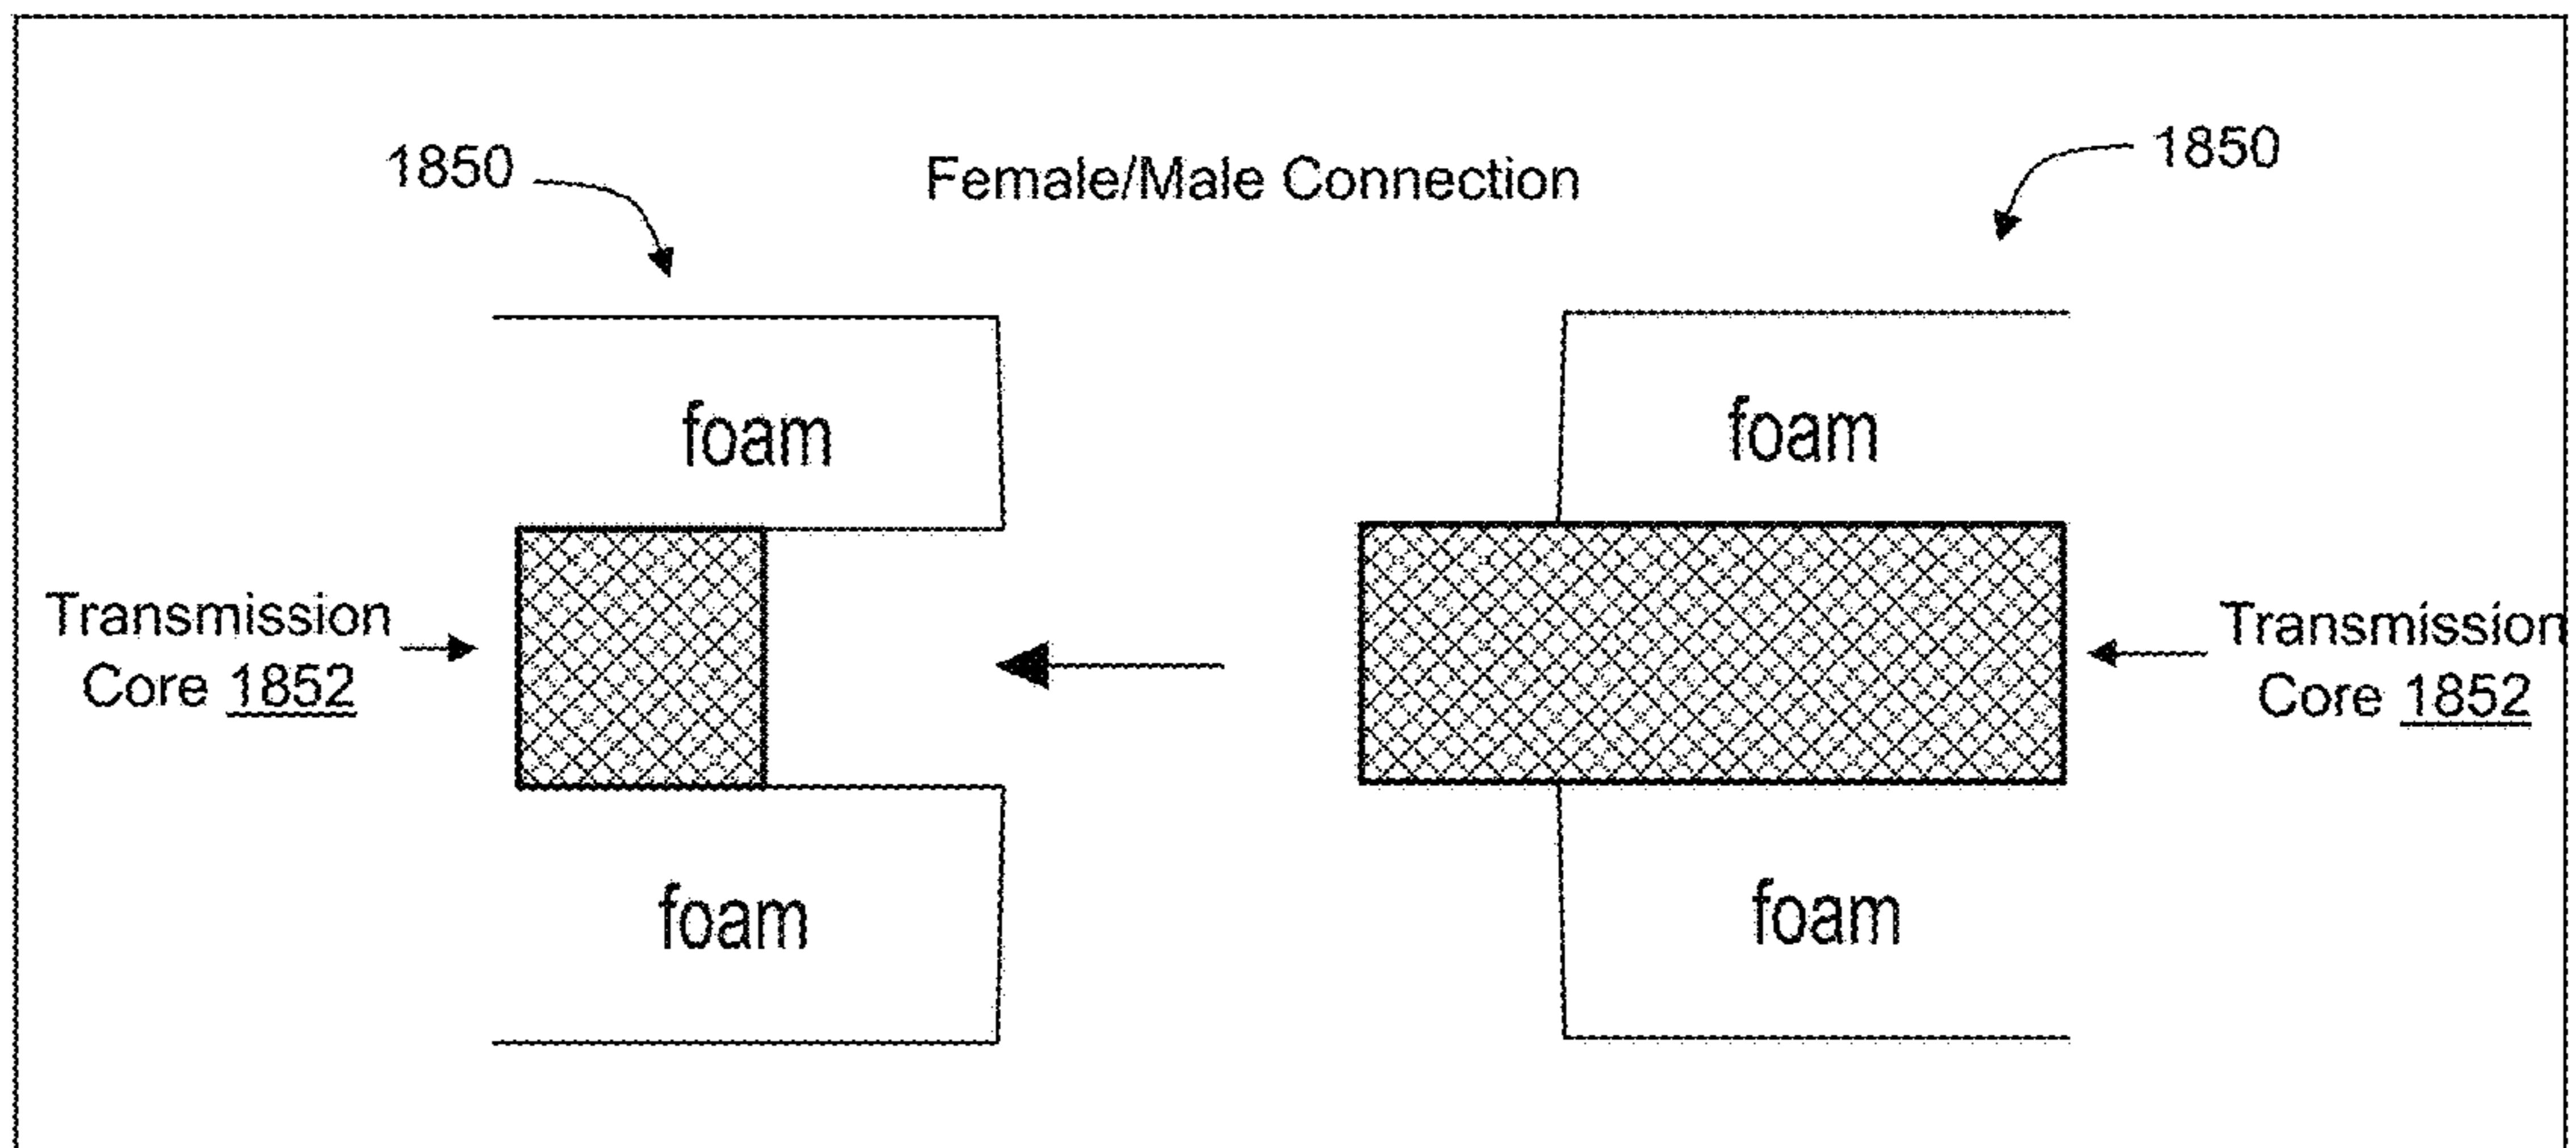 1850
Female/Male Connection
1850
foam
foam
Transmission
Core 1852
Transmission
Core 1852
foam
foam